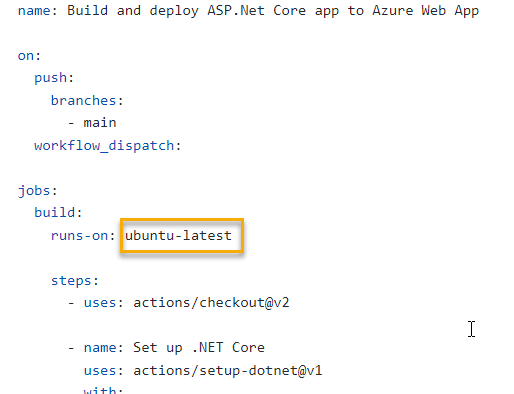 name: Build and deploy ASP.Net Core app to Azure Web App
on:
push:
branches:
- main
workflow_dispatch:
jobs:
build:
runs-on: ubuntu-latest
steps:
- uses: actions/checkout@v2
- name: Set up .NET Core
uses: actions/setup-dotnet@v1
with: